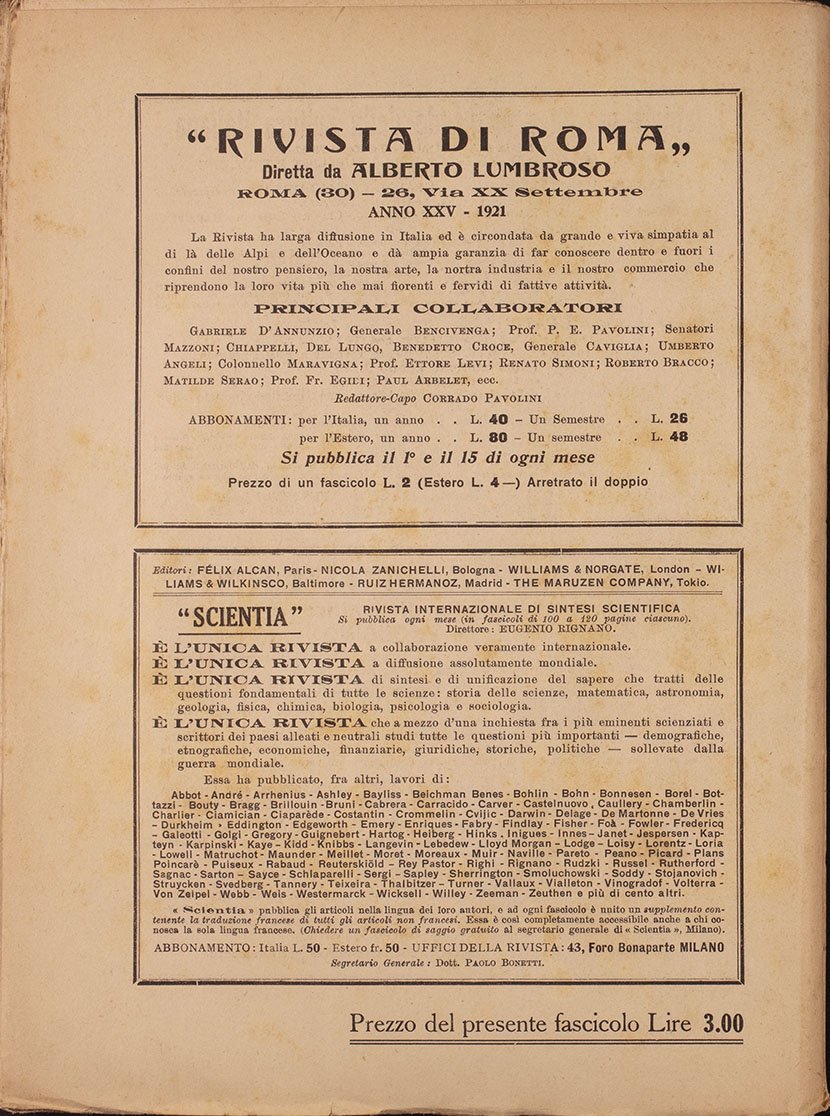 “RIVISTA DI ROMA„
Diretta da ALBERTO LUMBROSO
ROMA (30) — 26, Via XX Settembre
ANNO XXV - 1921
La Rivista ha larga diffusione in Italia ed è circondata da grande e viva simpatia al
di là delle Alpi e dell'Oceano e dà ampia garanzia di far conoscere dentro e fuori i
confini del nostro pensiero, la nostra arte, la nortra industria e il nostro commercio che
riprendono la loro vita più che mai fiorenti e fervidi di fattive attività.
PRINCIPALI COLLABORATORI
GABRIELE D'ANNUNZIO; Generale BENCIVENGA; Prof. P. E. PAVOLINI; Senatori
MAZZONI; CHIAPPELLI, DEL LUNGO, BENEDETTO CROCE, Generale CAVIGLIA; UMBERTO
ANGELI; Colonnello MARAVIGNA; Prof. ETTORE LEVI; RENATO SIMONI; ROBERTO BRACCO;
MATILDE SERAO; Prof. FR. EGIDI; PAUL ARBELET, ecc.
Redattore-Capo CORRADO PAVOLINI
ABBONAMENTI: per l'Italia, un anno . . L. 40 – Un Semestre . . L. 26
per l'Estero, un anno . . L. 80 – Un semestre . . L. 48
Si pubblica il 1° e il 15 di ogni mese
Prezzo di un fascicolo L. 2 (Estero L. 4—) Arretrato il doppio
Editori: FÉLIX ALCAN, Paris- NICOLA ZANICHELLI, Bologna - WILLIAMS & NORGATE, London – WI-
LIAMS & WILKINSCO, Baltimore - RUIZ HERMANOZ, Madrid - THE MARUZEN COMPANY, Tokio.
“SCIENTIA”
RIVISTA INTERNAZIONALE DI SINTESI SCIENTIFICA
Si pubblica ogni mese (in fascicoli di 100 a 120 pagine ciascuno).
Direttore: EUGENIO RIGNANO.
È L'UNICA RIVISTA a collaborazione veramente internazionale.
È L'UNICA RIVISTA a diffusione assolutamente mondiale.
È L'UNICA RIVISTA di sintesi e di unificazione del sapere che tratti delle
questioni fondamentali di tutte le scienze: storia delle scienze, matematica, astronomia,
geologia, fisica, chimica, biologia, psicologia e sociologia.
È L'UNICA RIVISTA che a mezzo d'una inchiesta fra i più eminenti scienziati e
scrittori dei paesi alleati e neutrali studi tutte le questioni più importanti — demografiche,
etnografiche, economiche, finanziarie, giuridiche, storiche, politiche — sollevate dalla
guerra mondiale.
Essa ha pubblicato, fra altri, lavori di:
Abbot - André - Arrhenius - Ashley - Bayliss - Beichman Benes - Bohlin - Bohn - Bonnesen - Borel - Bot-
tazzi - Bouty - Bragg - Brillouin - Bruni - Cabrera - Carracido - Carver - Castelnuovo, Caullery - Chamberlin -
Charlier - Ciamician - Ciaparède - Costantin - Crommelin - Cvijic - Darwin - Delage - De Martonne - De Vries
– Durkheim - Eddington - Edgeworth - Emery - Enriques - Fabry - Findlay - Fisher - Foà - Fowler - Fredericq
– Galeotti - Golgi - Gregory - Guignebert - Hartog - Heiberg - Hinks . Inigues - Innes – Janet - Jespersen - Kap-
teyn - Karpinski - Kaye – Kidd - Knibbs - Langevin - Lebedew - Lloyd Morgan – Lodge – Loisy - Lorentz - Loria
- Lowell - Matruchot - Maunder - Meillet - Moret - Moreaux - Muir - Naville - Pareto - Peano - Picard - Plans
Poincarè - Puiseux - Rabaud - Reuterskiöld - Rey Pastor - Righi - Rignano - Rudzki - Russel - Rutherford -
Sagnac - Sarton – Sayce - Schlaparelli - Sergi – Sapley - Sherrington - Smoluchowski - Soddy - Stojanovich -
Struycken - Svedberg - Tannery - Teixeira - Thalbitzer – Turner - Vallaux - Vialleton - Vinogradof - Volterra -
Von Zeipel - Webb - Weis - Westermarck - Wicksell - Willey - Zeeman - Zeuthen e più di cento altri.
« Scientia » pubblica gli articoli nella lingua dei loro autori, e ad ogni fascicolo è unito un supplemento con-
tenente la traduzione francese di tutti gli articoli non francesi. Essa è così completamente accessibile anche a chi co-
nosca la sola lingua francese. (Chiedere un fascicolo di saggio gratuito al segretario generale di « Scientia », Milano).
ABBONAMENTO: Italia L. 50 - Estero fr. 50 - UFFICI DELLA RIVISTA: 43, Foro Bonaparte MILANO
Segretario Generale: Dott. PAOLO BONETTI.
Prezzo del presente fascicolo Lire 3.00